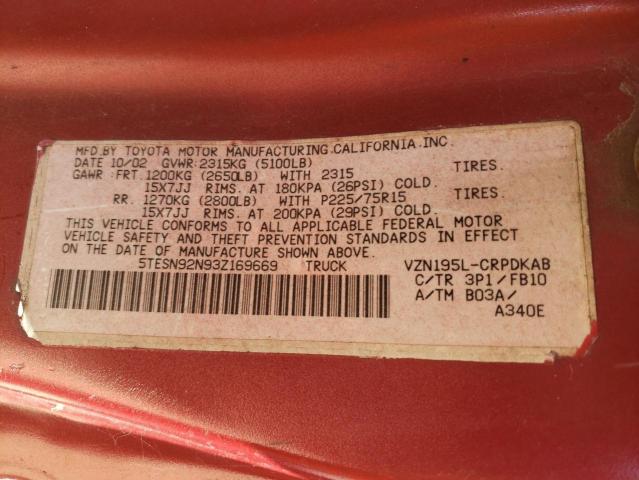 MFD.BY TOYOTA MOTOR MANUFACTURING,CALIFORNIA,INC.
DATE 10/02 GVWR:2315KG (5100LB)
GAWR :FRT.1200KG (2650LB) WITH 2315 TIRES.
15X7JJ RIMS. AT 180KPA (26PSI) COLD.
RR. 1270KG (2800LB) WITH P225/75R15 TIRES.
15X7JJ RIMS. AT 200KPA (29PSI) COLD.
THIS VEHICLE CONFORMS TO ALL APPLICABLE FEDERAL MOTOR
VEHICLE SAFETY AND THEFT PREVENTION STANDARDS IN EFFECT
ON THE DATE OF MANUFACTURE SHOWN ABOVE.
5TESN92N93Z169669 TRUCK VZN195L-CRPDKAB
C/TR 3P1/FB10
A/TM B03A/
A340E